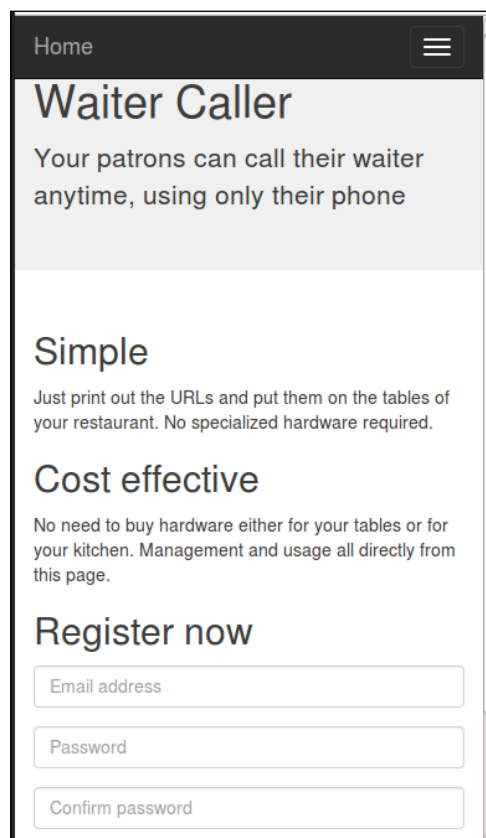 Home
Waiter Caller
Your patrons can call their waiter
anytime, using only their phone
Simple
Just print out the URLs and put them on the tables of
your restaurant. No specialized hardware required.
Cost effective
No need to buy hardware either for your tables or for
your kitchen. Management and usage all directly from
this page.
Register now
Email address
Password
Confirm password